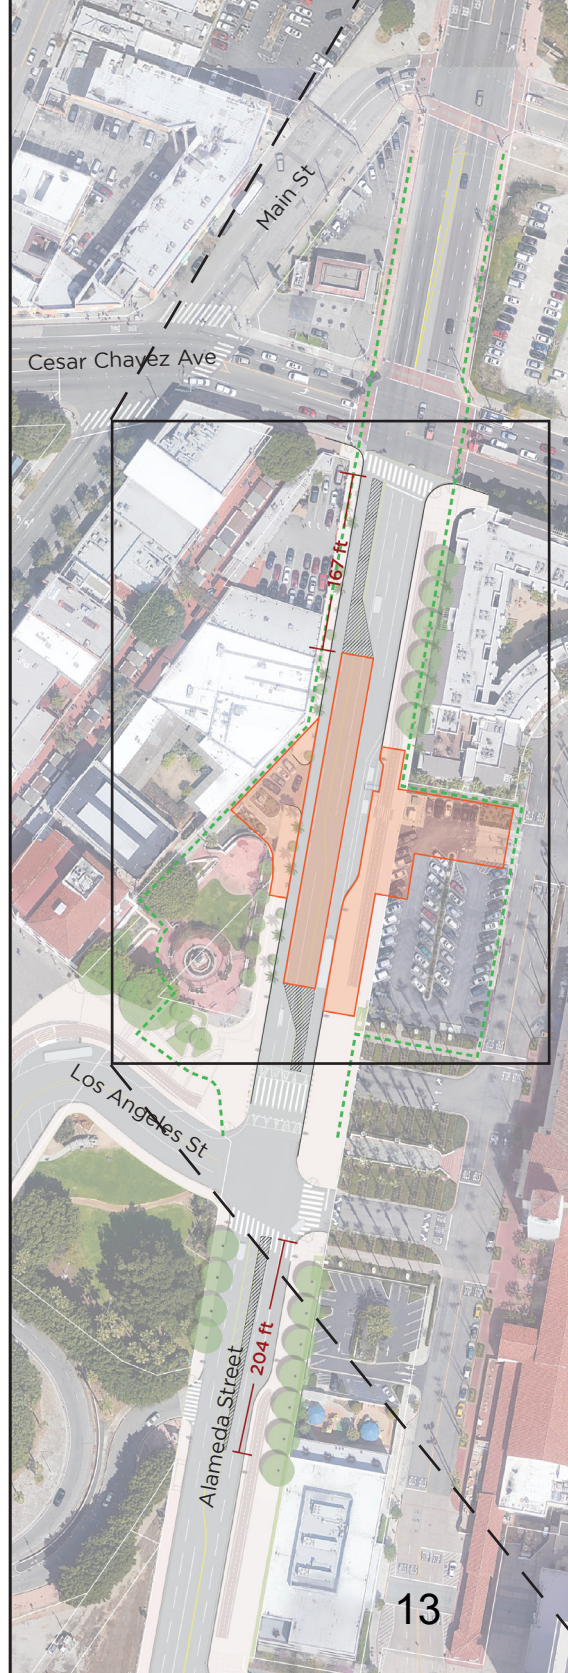 Main St
Cesar Chavez Ave
167 ft
Los Angeles St
204 ft
Alameda Street
13